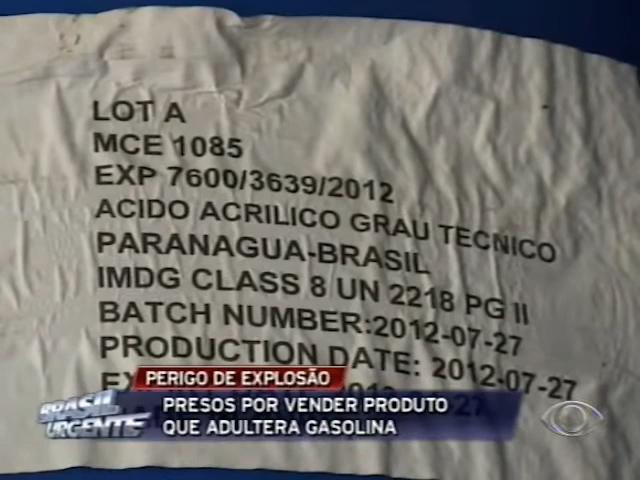 LOT A
MCE 1085
EXP 7600/3639/2012
ACIDO ACRILICO GRAU TECNICO
PARANAGUA-BRASIL
IMDG CLASS 8 UN 2218 PG II
BATCH NUMBER:2012-07-27
PRODUCTION DATE: 2012-07-27
PERIGO DE EXPLOSÃO
BRASIL
URGENTE
PRESOS POR VENDER PRODUTO
QUE ADULTERA GASOLINA